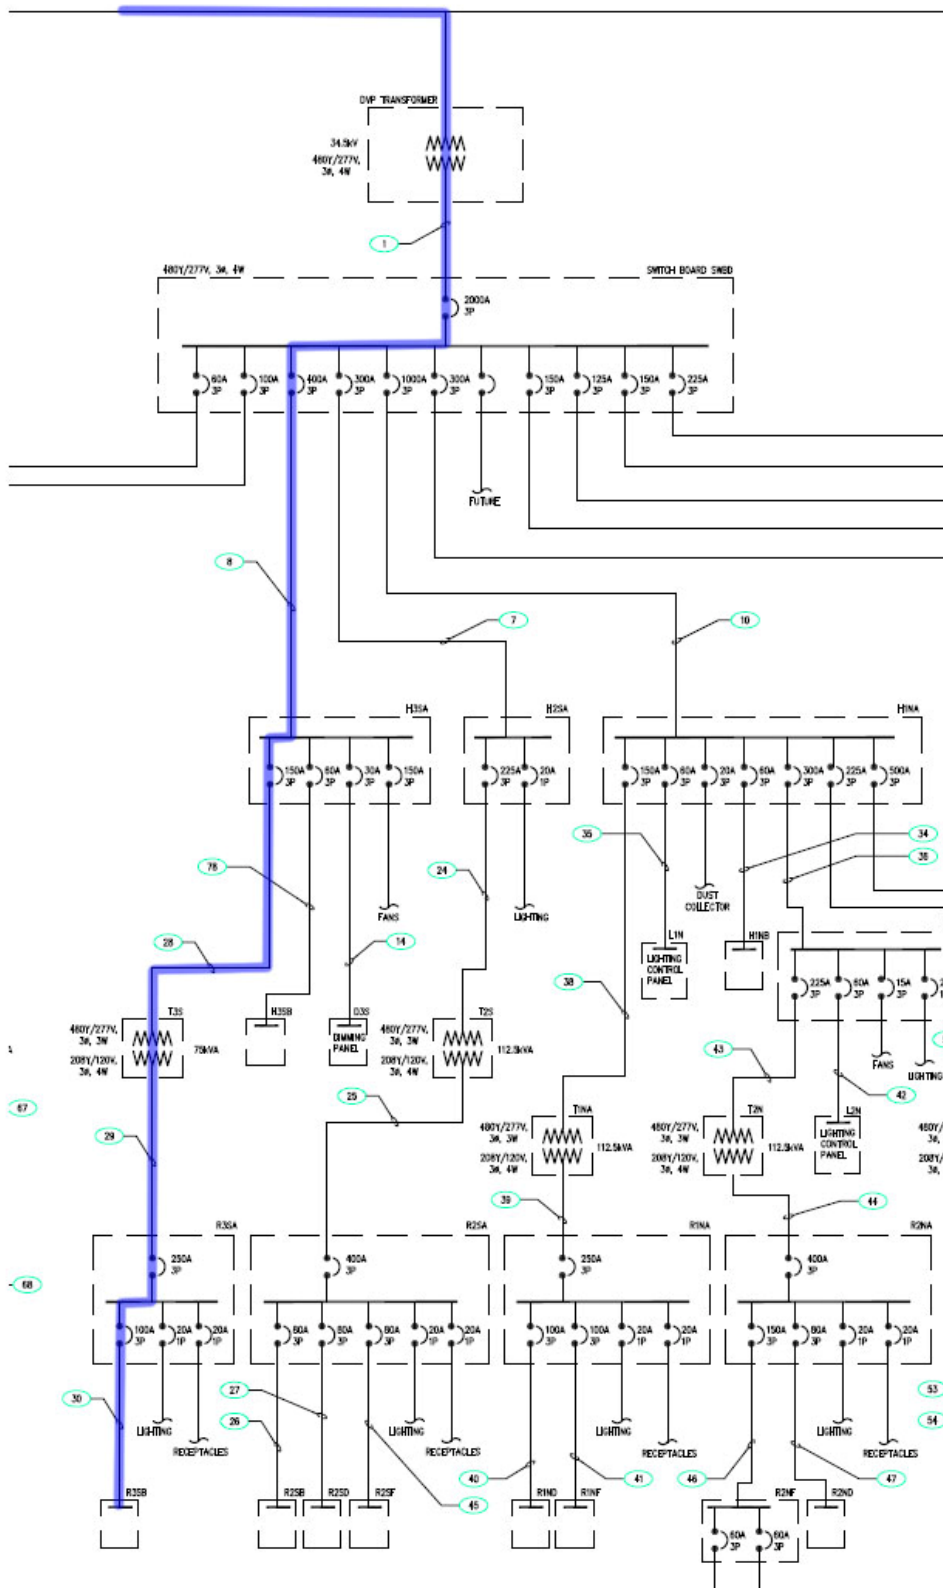 DVP TRANSFORMER
34.5kV
480Y/277V,
3ø, 4W
1
480Y/277V, 3ø, 4W
SWITCH BOARD SWBD
2000A
3P
60A
3P
100A
3P
400A
3P
300A
3P
1000A
3P
300A
3P
150A
3P
125A
3P
150A
3P
225A
3P
FUTURE
8
7
10
H3SA
H2SA
H1NA
150A
3P
60A
3P
30A
3P
150A
3P
225A
3P
20A
1P
150A
3P
60A
3P
20A
3P
60A
3P
300A
3P
225A
3P
500A
3P
35
34
36
78
24
FANS
LIGHTING
DUST
COLLECTOR
28
14
L1N
LIGHTING
CONTROL
PANEL
H1NB
38
225A
3P
60A
3P
15A
3P
T3S
480Y/277V,
3ø, 3W
208Y/120V,
3ø, 4W
75kVA
H3SB
D3S
DIMMING
PANEL
T2S
480Y/277V,
3ø, 3W
208Y/120V,
3ø, 4W
112.5kVA
43
FANS
LIGHTING
42
25
67
29
T1NA
480Y/277V,
3ø, 3W
208Y/120V,
3ø, 4W
112.5kVA
T2N
480Y/277V,
3ø, 3W
208Y/120V,
3ø, 4W
112.5kVA
L2N
LIGHTING
CONTROL
PANEL
480Y/
3ø,
208Y/
3ø,
39
44
R3SA
R2SA
R1NA
R2NA
250A
3P
400A
3P
250A
3P
400A
3P
68
100A
3P
20A
1P
20A
1P
60A
3P
60A
3P
60A
3P
20A
1P
20A
1P
100A
3P
100A
3P
20A
1P
20A
1P
150A
3P
60A
3P
20A
1P
20A
1P
30
27
26
53
54
LIGHTING
RECEPTACLES
LIGHTING
RECEPTACLES
LIGHTING
RECEPTACLES
LIGHTING
RECEPTACLES
40
41
46
47
45
R3SB
R2SB
R2SD
R2SF
R1ND
R1NF
R2NF
R2ND
60A
3P
60A
3P